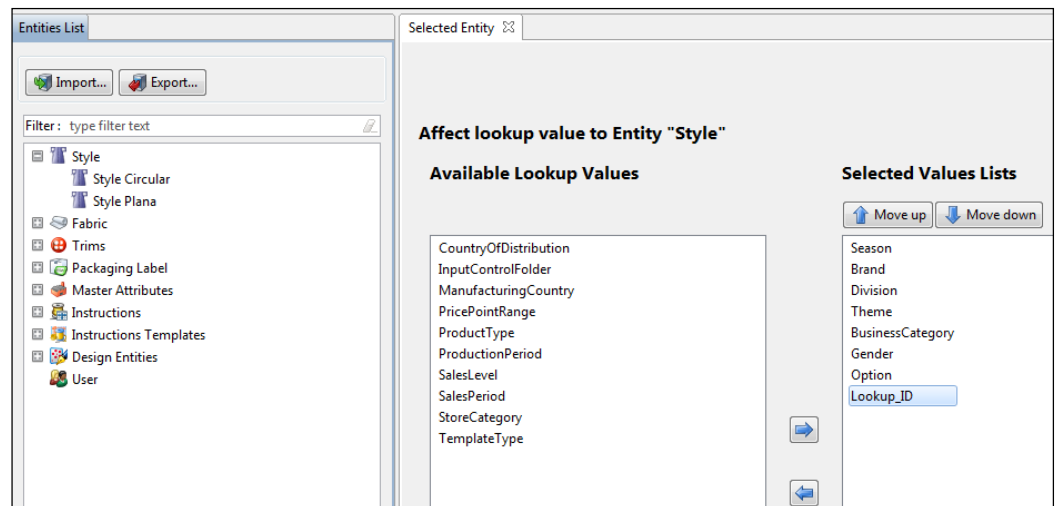 Entities List
Import...
Export...
Filter : type filter text
Style
Style Circular
Style Plana
Fabric
Trims
Packaging Label
Master Attributes
Instructions
Instructions Templates
Design Entities
User
Selected Entity
Affect lookup value to Entity "Style"
Available Lookup Values
CountryOfDistribution
InputControlFolder
ManufacturingCountry
PricePointRange
ProductType
ProductionPeriod
SalesLevel
SalesPeriod
StoreCategory
TemplateType
Selected Values Lists
Move up
Move down
Season
Brand
Division
Theme
BusinessCategory
Gender
Option
Lookup_ID